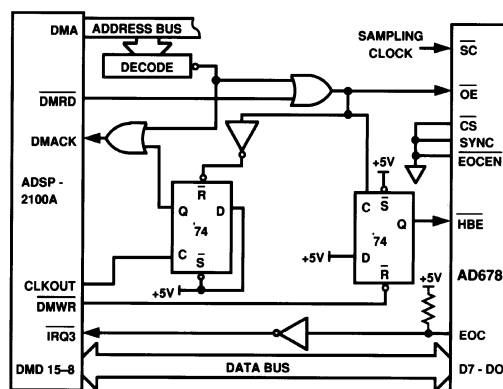 DMA
ADDRESS BUS
SAMPLING
CLOCK
SC
DECODE
DMRD
OE
DMACK
CS
SYNC
EOCEN
ADSP -
2100A
R
Q
D
'74
C
S
+5V
+5V
C
S
Q
'74
D
R
+5V
HBE
AD678
CLKOUT
DMWR
+5V
IRQ3
EOC
DMD 15–8
DATA BUS
D7 - DO